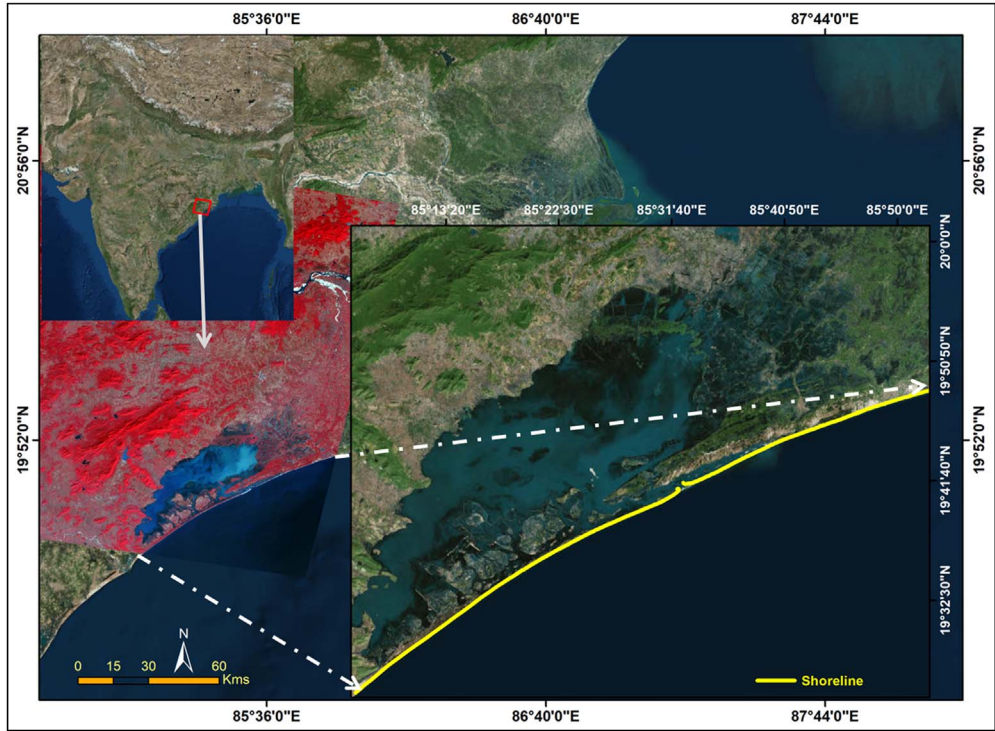 85°36'0"E 86°40'0"E 87°44'0"E
20°56'0"N
20°56'0"N
85°13'20"E 85°22'30"E 85°31'40"E 85°40'50"E 85°50'0"E
20°0'0"N
19°50'50"N
19°52'0"N
19°52'0"N
19°41'40"N
19°32'30"N
N
0 15 30 60
Kms
Shoreline
85°36'0"E 86°40'0"E 87°44'0"E